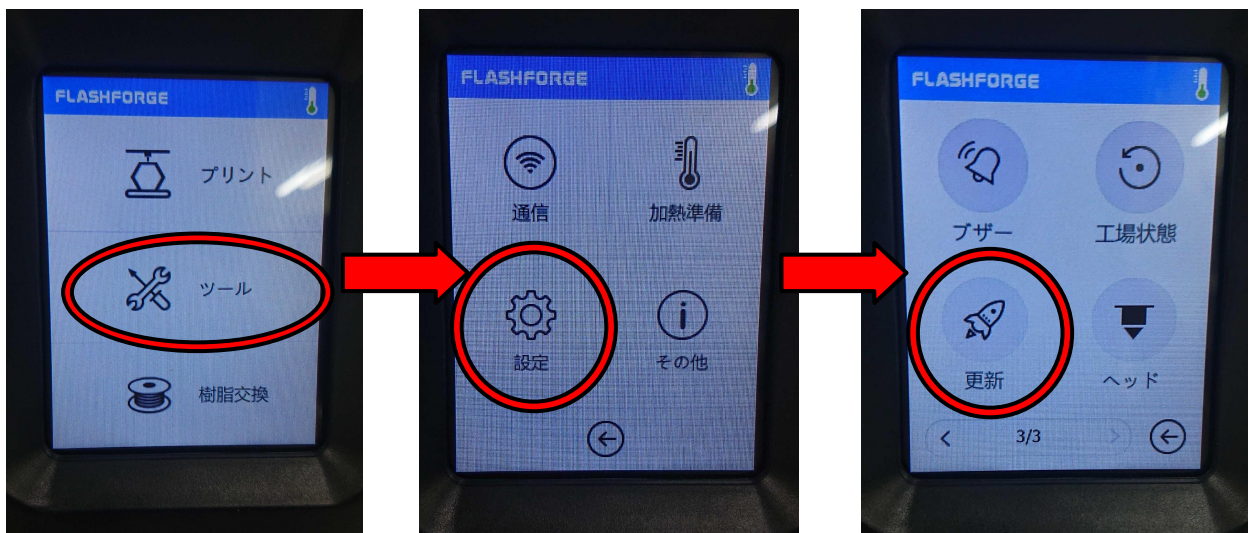 FLASHFORGE
プリント
ツール
樹脂交換
FLASHFORGE
通信
加熱準備
設定
その他
FLASHFORGE
ブザー
工場状態
更新
ヘッド
3/3